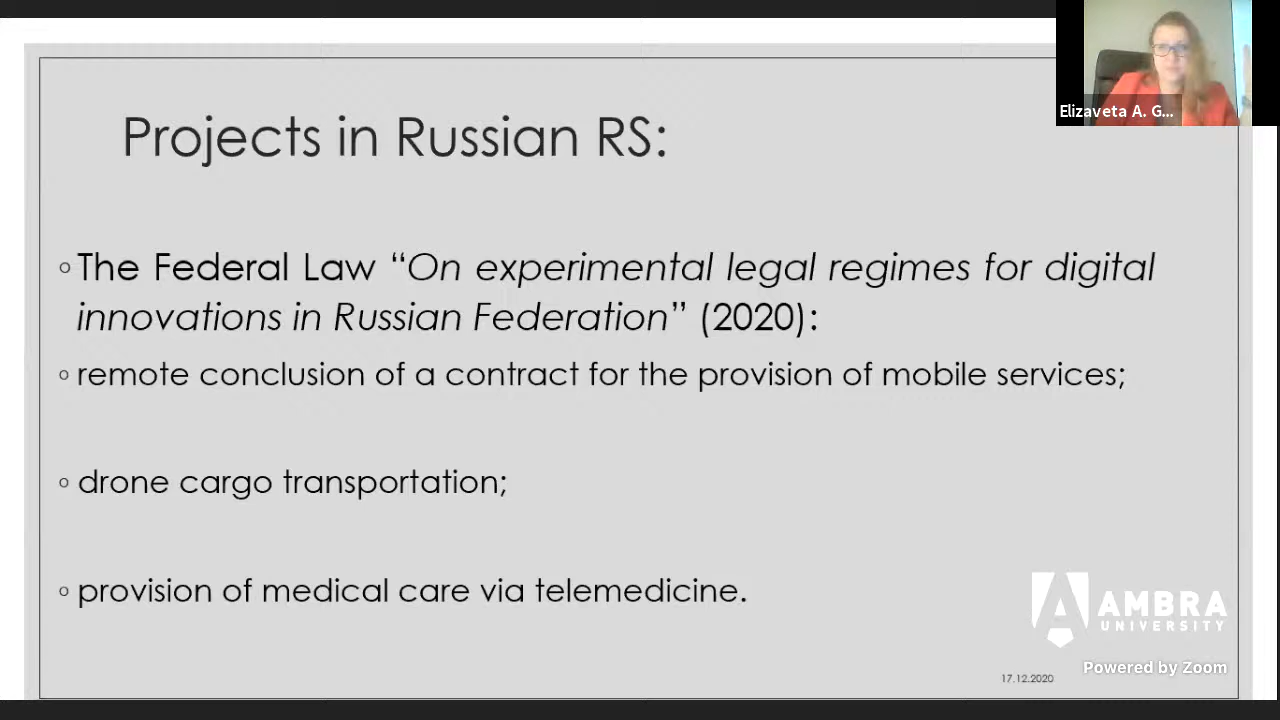 Elizaveta A. G...
Projects in Russian RS:
◦The Federal Law “On experimental legal regimes for digital
innovations in Russian Federation” (2020):
◦remote conclusion of a contract for the provision of mobile services;
◦drone cargo transportation;
◦provision of medical care via telemedicine.
AMBRA
UNIVERSITY
Powered by Zoom
17.12.2020